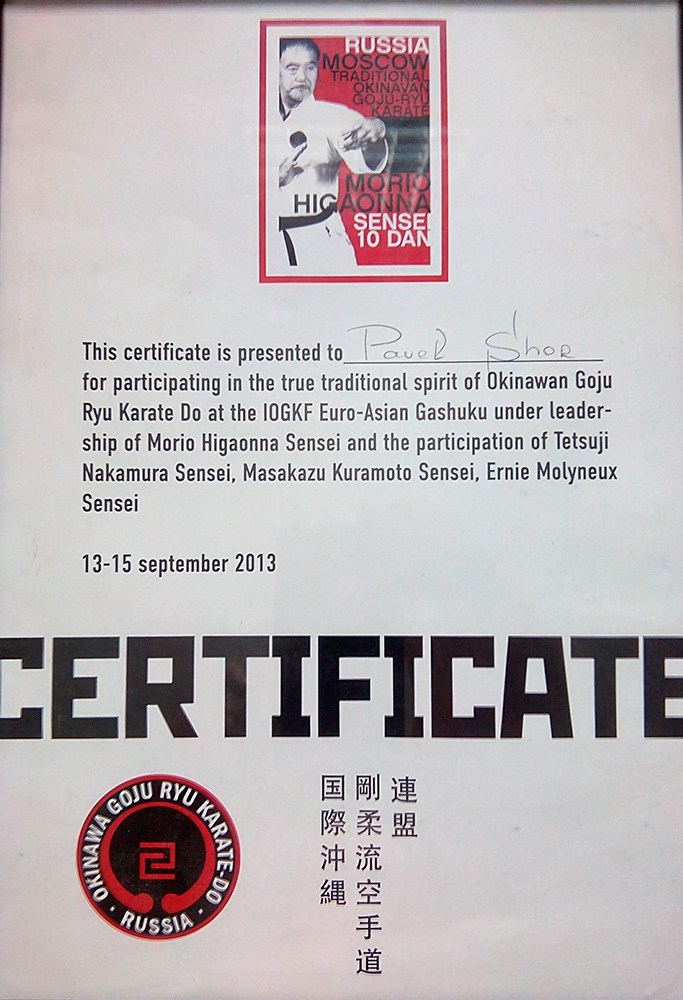 RUSSIA
MOSCOW
TRADITIONAL
OKINAVAN
GOJU-RYU
KARATE
MORIO
HIGAONNA
SENSEI
10 DAN
This certificate is presented to Pavel Shor
for participating in the true traditional spirit of Okinawan Goju
Ryu Karate Do at the IOGKF Euro-Asian Gashuku under leader-
ship of Morio Higaonna Sensei and the participation of Tetsuji
Nakamura Sensei, Masakazu Kuramoto Sensei, Ernie Molyneux
Sensei
13-15 september 2013
CERTIFICATE
OKINAWA GOJU RYU KARATE-DO
· RUSSIA ·
国際沖縄
剛柔流空手道
連盟